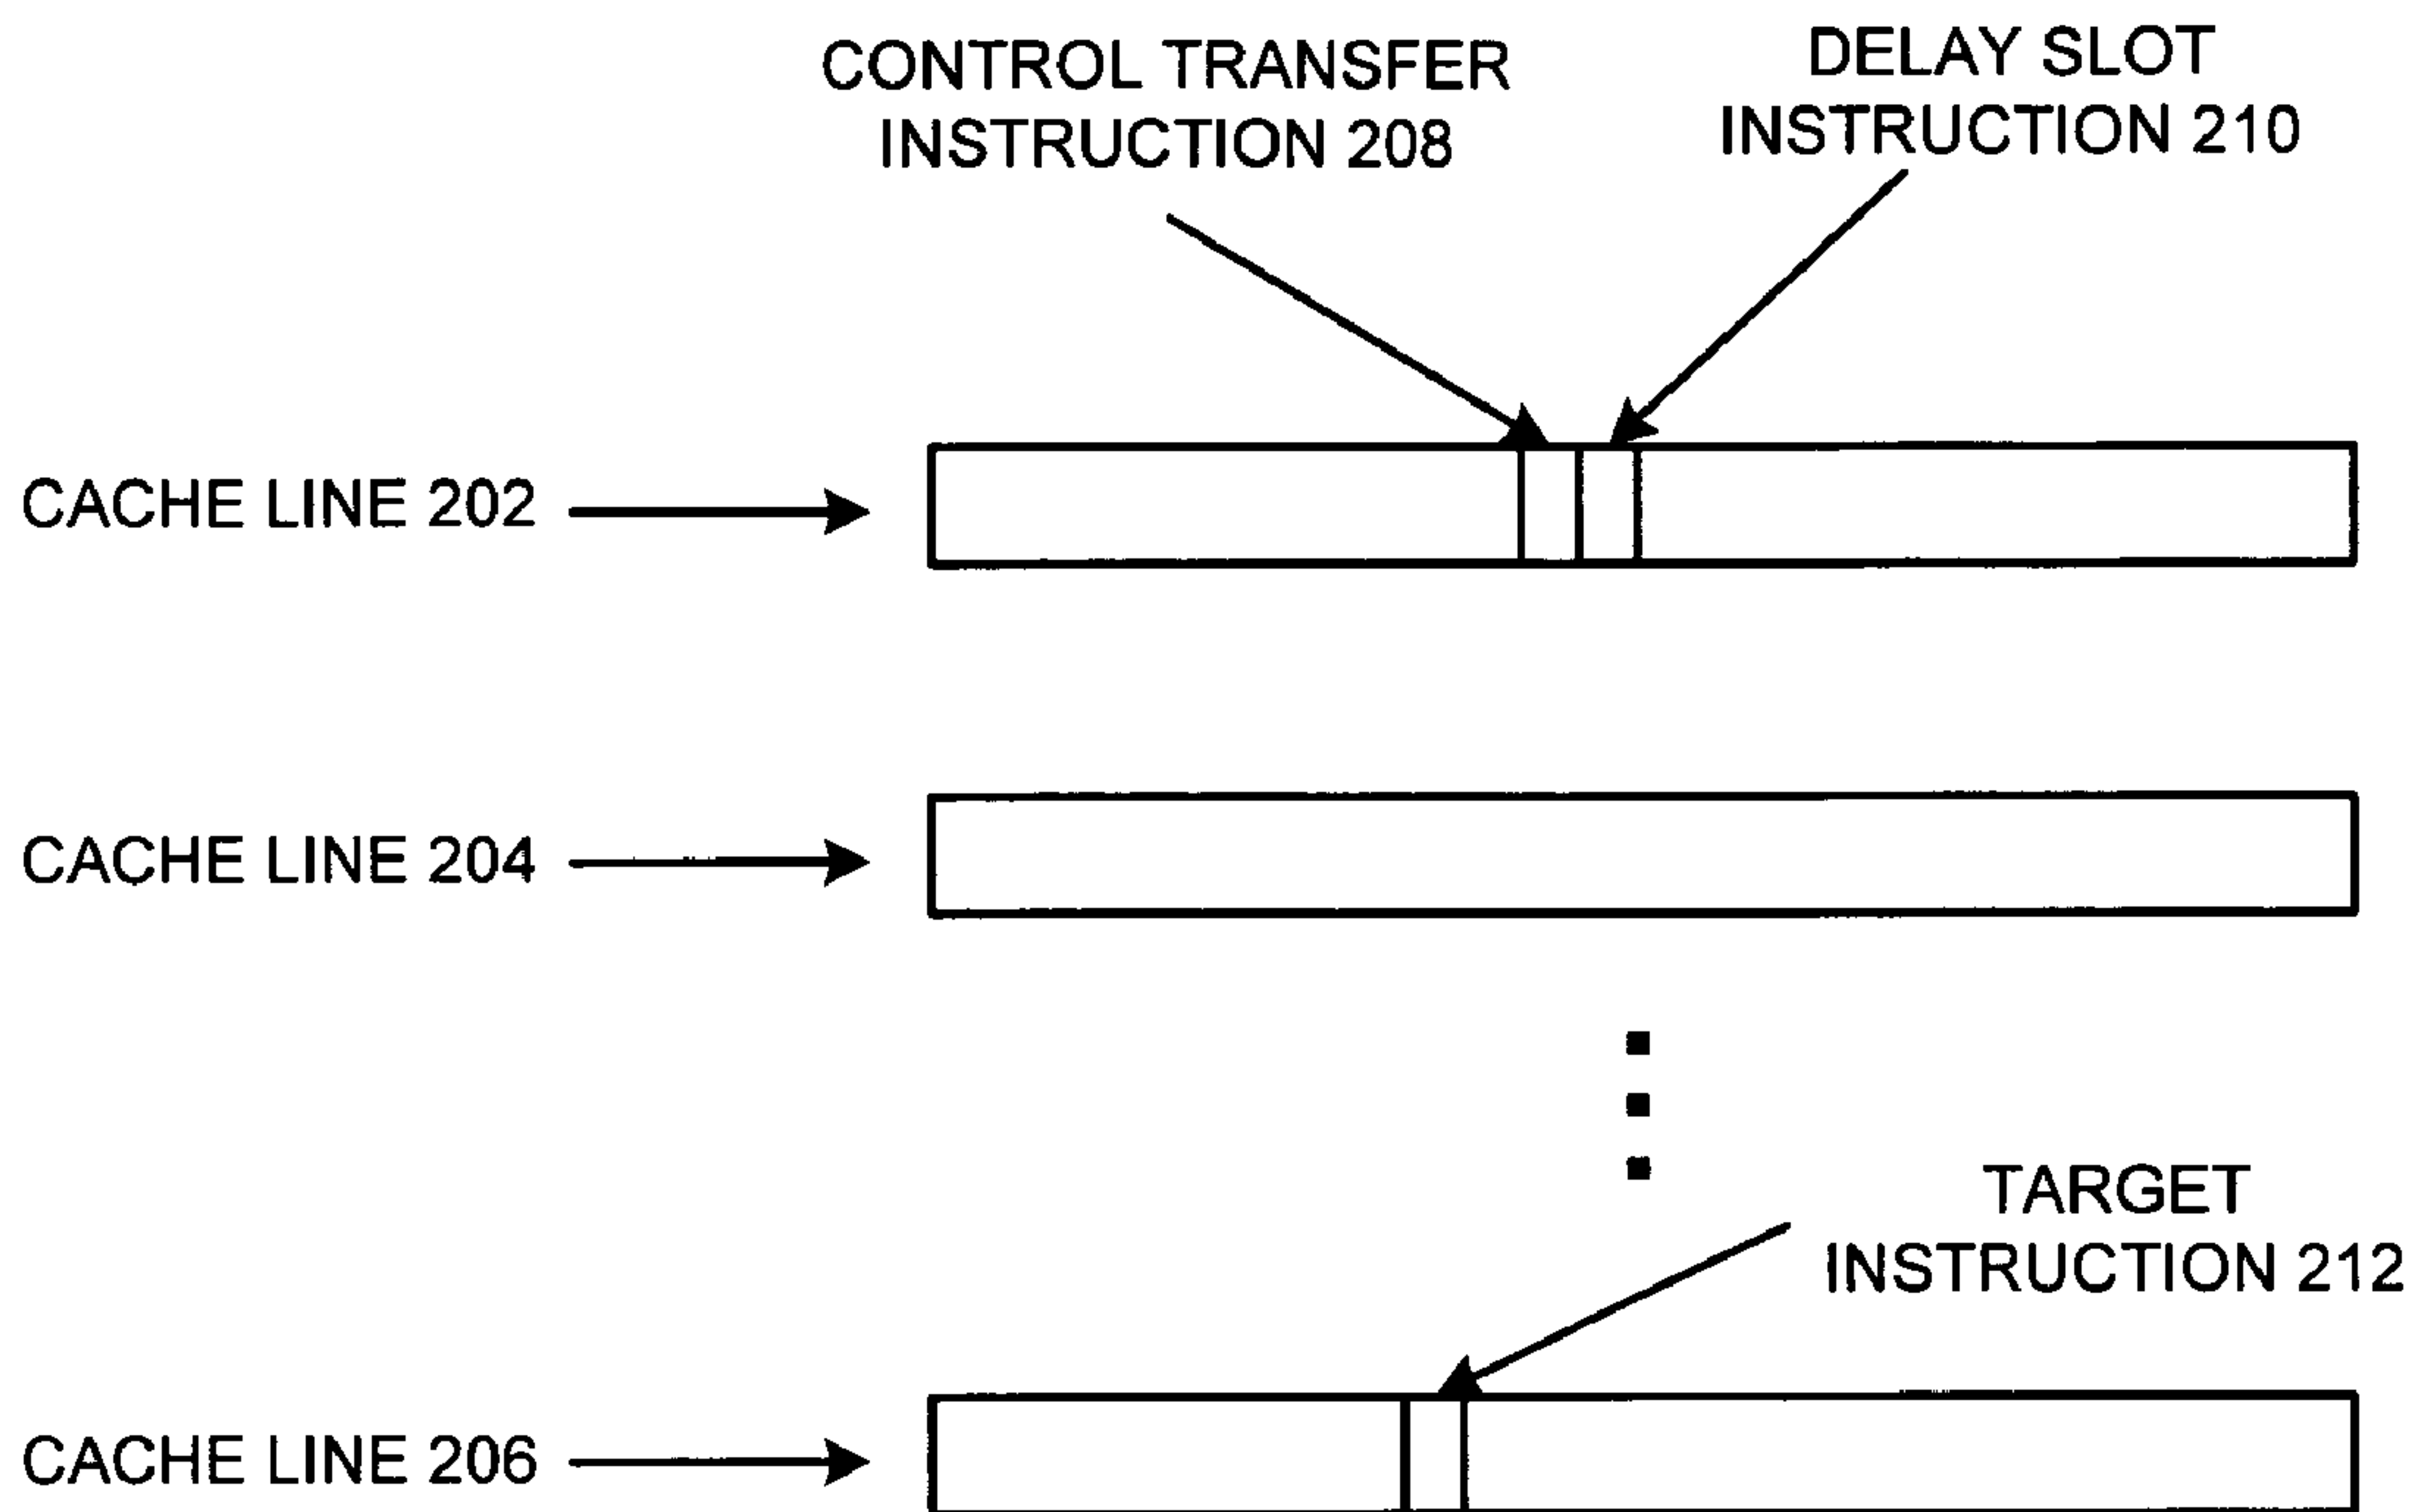 CONTROL TRANSFER
INSTRUCTION 208
DELAY SLOT
INSTRUCTION 210
CACHE LINE 202
CACHE LINE 204
TARGET
INSTRUCTION 212
CACHE LINE 206